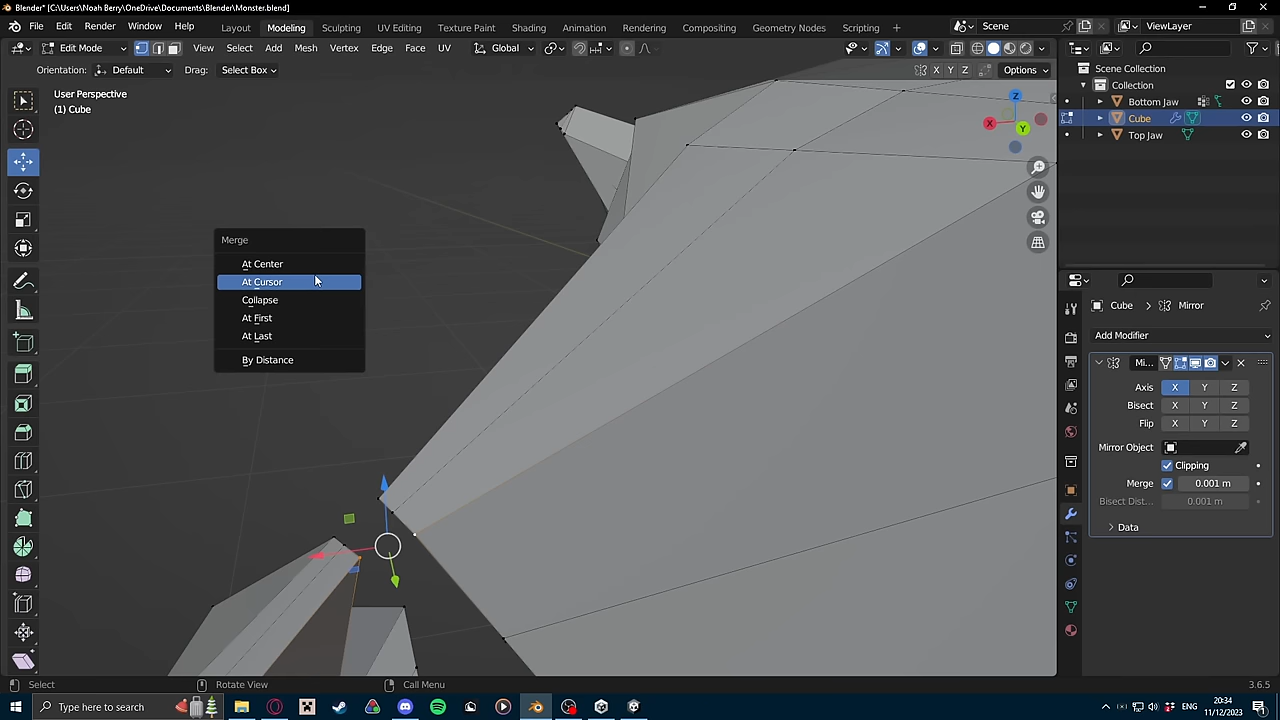 Blender* [C:\Users\Noah Berry\OneDrive\Documents\Blender\Monster.blend]
File Edit Render Window Help Layout Modeling Sculpting UV Editing Texture Paint Shading Animation Rendering Compositing Geometry Nodes Scripting + Scene ViewLayer
Edit Mode View Select Add Mesh Vertex Edge Face UV Global
Orientation: Default Drag: Select Box X Y Z Options
User Perspective
(1) Cube
Scene Collection
Collection
Bottom Jaw
Cube
Top Jaw
Z
X
Y
Merge
At Center
At Cursor
Collapse
At First
At Last
By Distance
Cube > Mirror
Add Modifier
Mi...
Axis X Y Z
Bisect X Y Z
Flip X Y Z
Mirror Object
Clipping
Merge 0.001 m
Bisect Dist... 0.001 m
Data
Select Rotate View Call Menu 3.6.5
Type here to search ENG 20:34
11/12/2023